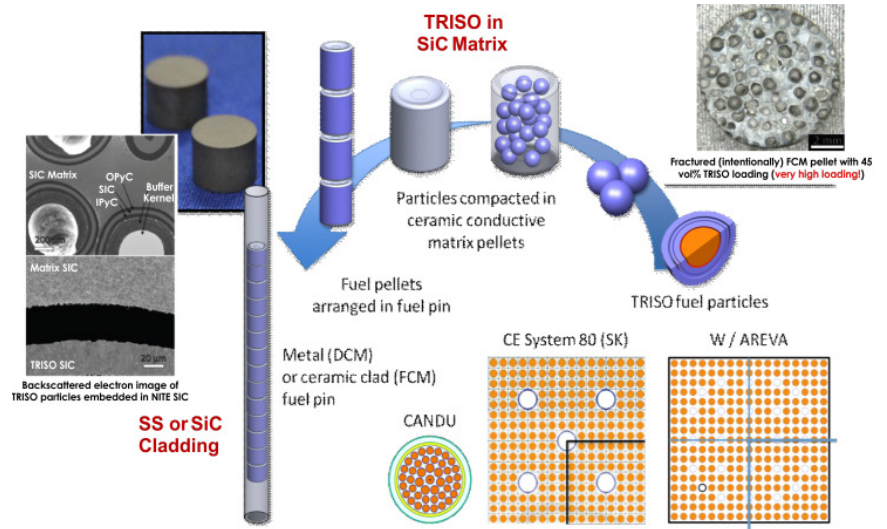 TRISO in
SiC Matrix
2 mm
Fractured (intentionally) FCM pellet with 45
vol% TRISO loading (very high loading!)
SiC Matrix
OPyC
SiC
IPyC
Buffer
Kernel
Matrix SiC
TRISO SiC
20 µm
Backscattered electron image of
TRISO particles embedded in NITE SiC
Particles compacted in
ceramic conductive
matrix pellets
TRISO fuel particles
Fuel pellets
arranged in fuel pin
Metal (DCM)
or ceramic clad (FCM)
fuel pin
SS or SiC
Cladding
CANDU
CE System 80 (SK)
W / AREVA